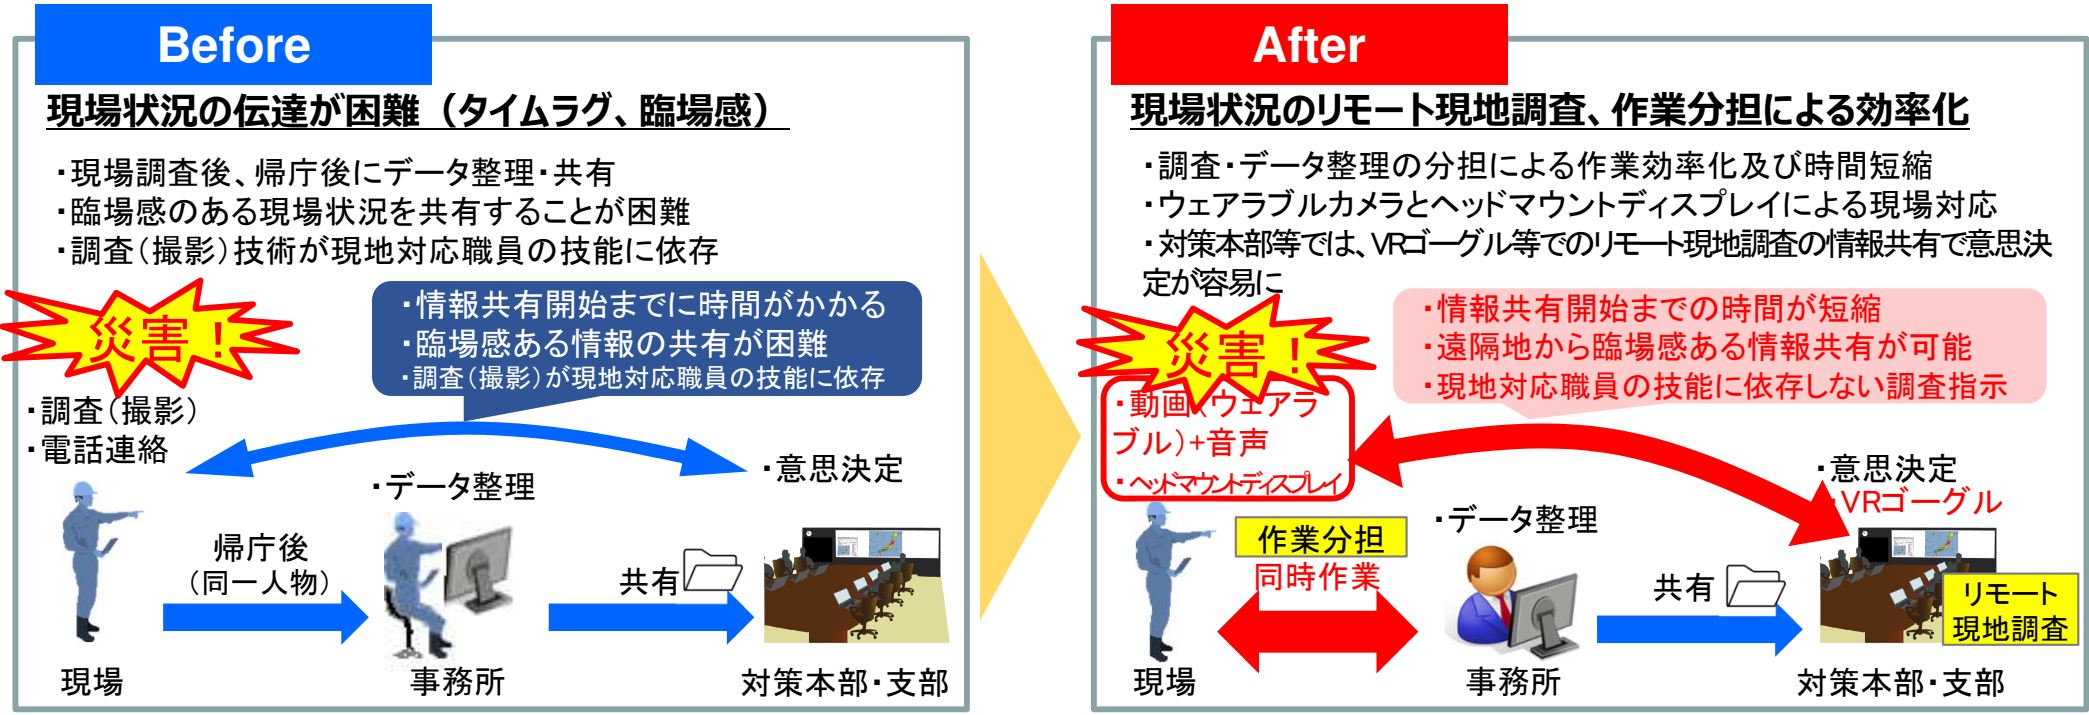 Before
現場状況の伝達が困難（タイムラグ、臨場感）
・現場調査後、帰庁後にデータ整理・共有
・臨場感のある現場状況を共有することが困難
・調査（撮影）技術が現地対応職員の技能に依存
災害！
・情報共有開始までに時間がかかる
・臨場感ある情報の共有が困難
・調査（撮影）が現地対応職員の技能に依存
・調査（撮影）
・電話連絡
・データ整理
・意思決定
帰庁後
（同一人物）
共有
現場
事務所
対策本部・支部
After
現場状況のリモート現地調査、作業分担による効率化
・調査・データ整理の分担による作業効率化及び時間短縮
・ウェアラブルカメラとヘッドマウントディスプレイによる現場対応
・対策本部等では、VRゴーグル等でのリモート現地調査の情報共有で意思決
定が容易に
災害！
・情報共有開始までの時間が短縮
・遠隔地から臨場感ある情報共有が可能
・現地対応職員の技能に依存しない調査指示
・動画（ウェアラ
ブル）+音声
・ヘッドマウントディスプレイ
・意思決定
・VRゴーグル
作業分担
同時作業
・データ整理
共有
リモート
現地調査
現場
事務所
対策本部・支部